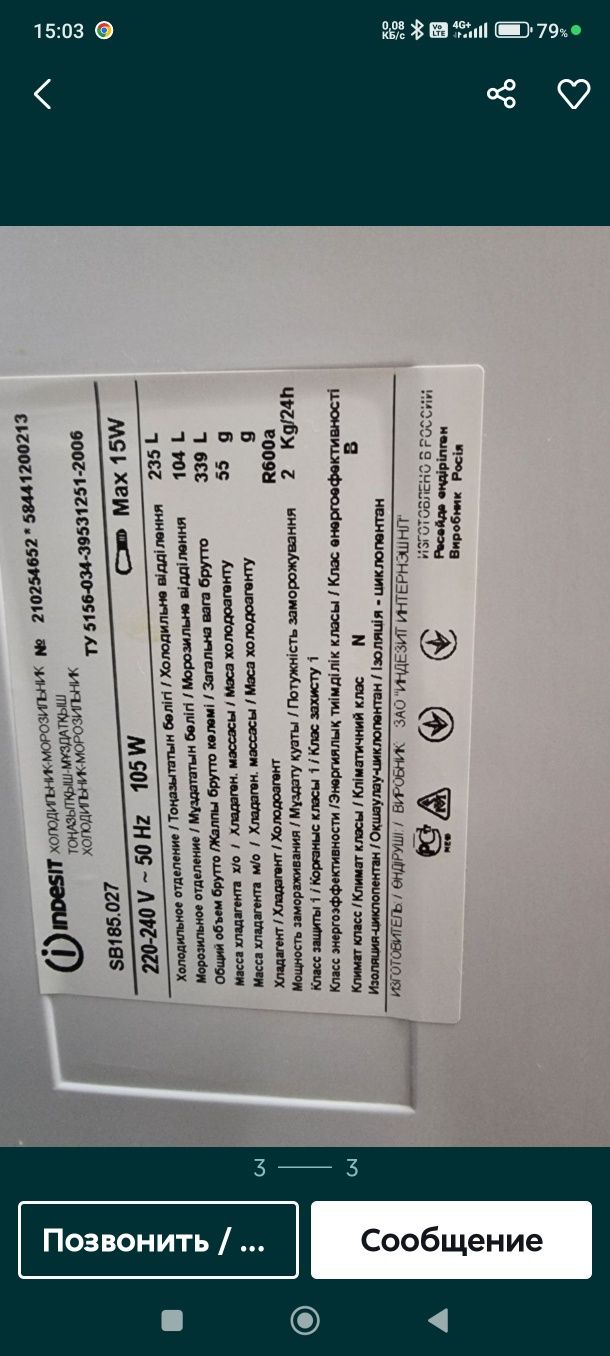 15:03
0,08 КБ/с Vo LTE 4G+ 79%
INDESIT ХОЛОДИЛЬНИК-МОРОЗИЛЬНИК № 210254652 * 58441200213
ТОҢАЗЫТҚЫШ-МҰЗДАТҚЫШ
ХОЛОДИЛЬНИК-МОРОЗИЛЬНИК ТУ 5156-034-39531251-2006
SB185.027 Max 15W
220-240 V ~ 50 Hz 105 W
Холодильное отделение / Тоңазытатын бөлігі / Холодильне відділення 235 L
Морозильное отделение / Мұздататын бөлігі / Морозильне відділення 104 L
Общий объем брутто /Жалпы брутто көлемі / Загальна вага брутто 339 L
Масса хладагента х/о / Хладаген. массасы / Маса холодоагенту 55 g
Масса хладагента м/о / Хладаген. массасы / Маса холодоагенту g
Хладагент / Хладагент / Холодоагент R600a
Мощность замораживания / Мұздату қуаты / Потужність заморожування 2 Kg/24h
Класс защиты 1 / Корғаныс класы 1 / Клас захисту 1
Класс энергоэффективности /Энергиялық тиімділік класы / Клас енергоефективності B
Климат класс / Климат класы / Кліматичний клас N
Изоляция-циклопентан / Оқшаулау-циклопентан / Ізоляція - циклопентан
ИЗГОТОВИТЕЛЬ / ӨНДІРУШІ: / ВИРОБНИК ЗАО "ИНДЕЗИТ ИНТЕРНЭШНЛ"
ИЗГОТОВЛЕНО В РОССИИ
Ресейде өндірілген
Виробник Росія
3 3
Позвонить / ...
Сообщение